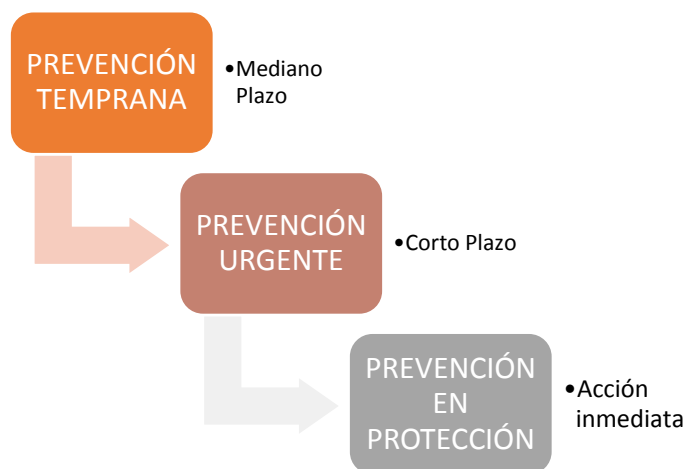 PREVENCIÓN
TEMPRANA
•Mediano
Plazo
PREVENCIÓN
URGENTE
•Corto Plazo
PREVENCIÓN
EN
PROTECCIÓN
•Acción
inmediata